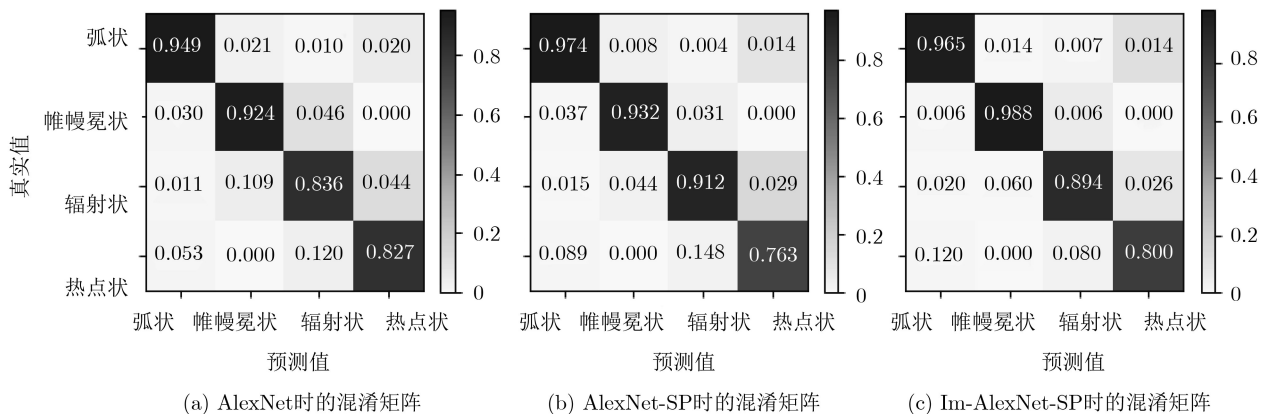 真实值
弧状
帷幔冕状
辐射状
热点状
0.949 0.021 0.010 0.020
0.030 0.924 0.046 0.000
0.011 0.109 0.836 0.044
0.053 0.000 0.120 0.827
0.8
0.6
0.4
0.2
0
弧状 帷幔冕状 辐射状 热点状
预测值
(a) AlexNet时的混淆矩阵
0.974 0.008 0.004 0.014
0.037 0.932 0.031 0.000
0.015 0.044 0.912 0.029
0.089 0.000 0.148 0.763
0.8
0.6
0.4
0.2
0
弧状 帷幔冕状 辐射状 热点状
预测值
(b) AlexNet-SP时的混淆矩阵
0.965 0.014 0.007 0.014
0.006 0.988 0.006 0.000
0.020 0.060 0.894 0.026
0.120 0.000 0.080 0.800
0.8
0.6
0.4
0.2
0
弧状 帷幔冕状 辐射状 热点状
预测值
(c) Im-AlexNet-SP时的混淆矩阵